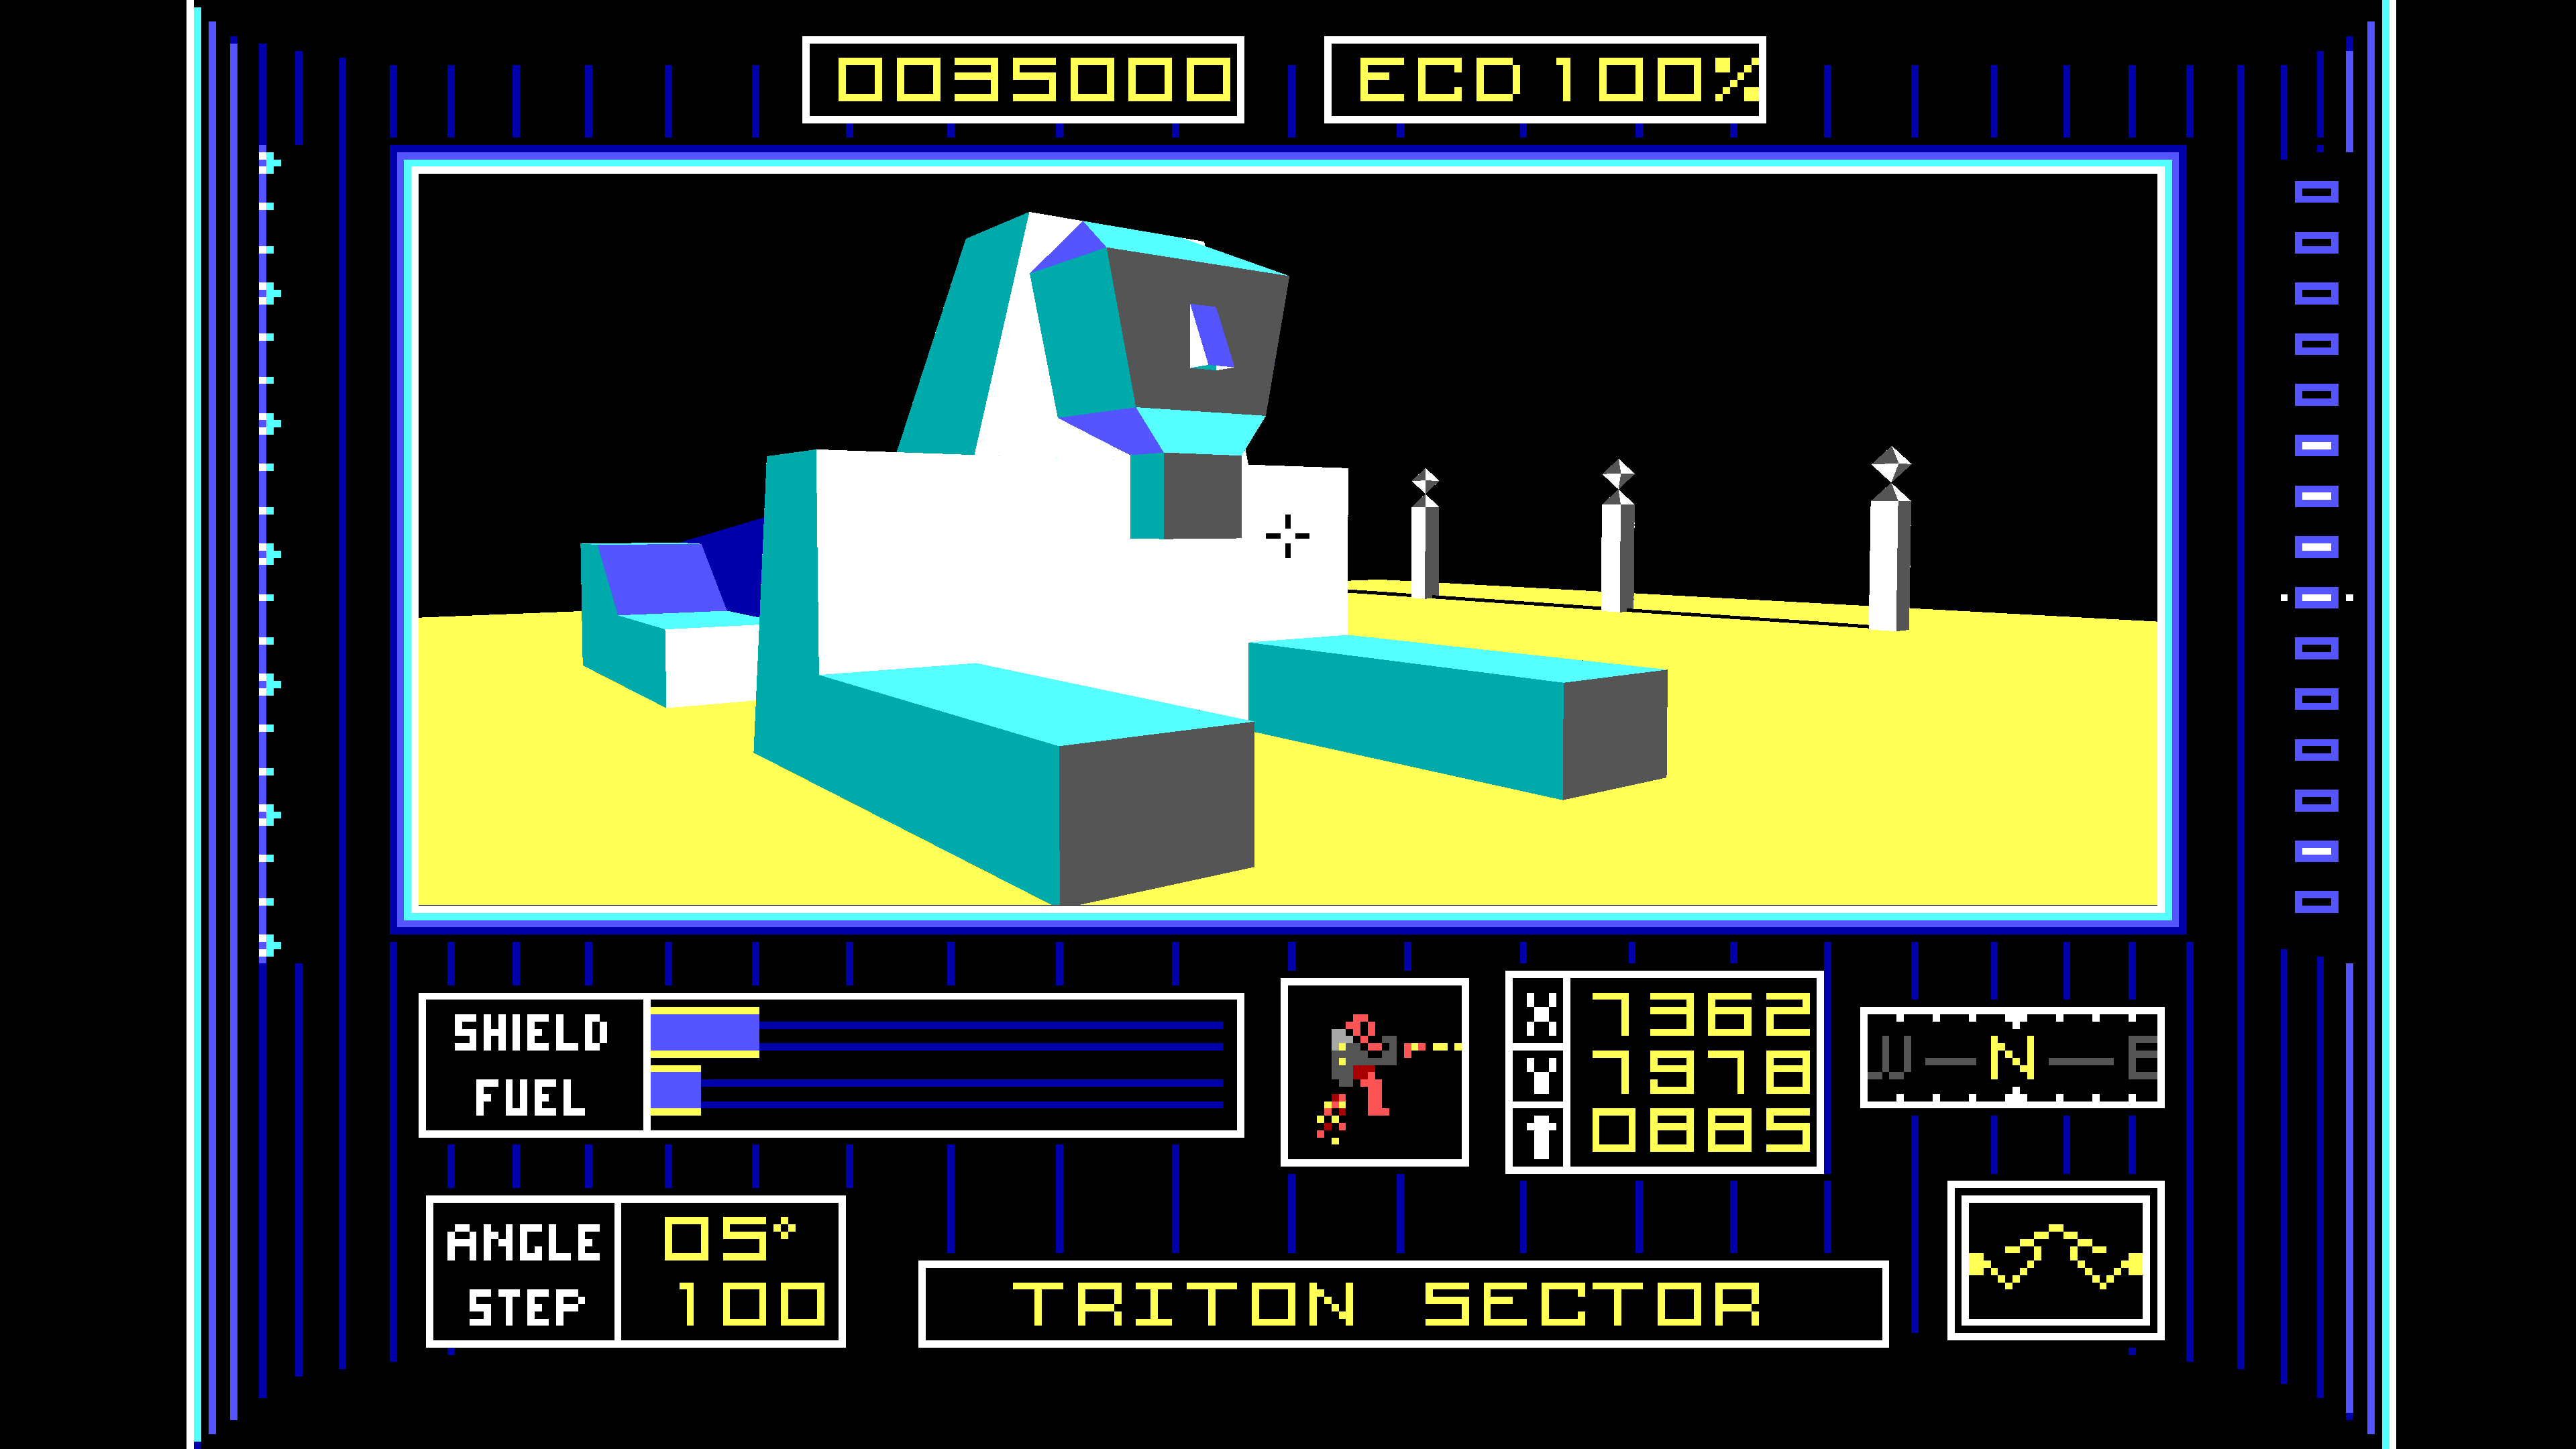 0035000
ECD 100%
SHIELD
FUEL
X 7362
Y 7978
0885
W — N — E
ANGLE 05°
STEP 100
TRITON SECTOR